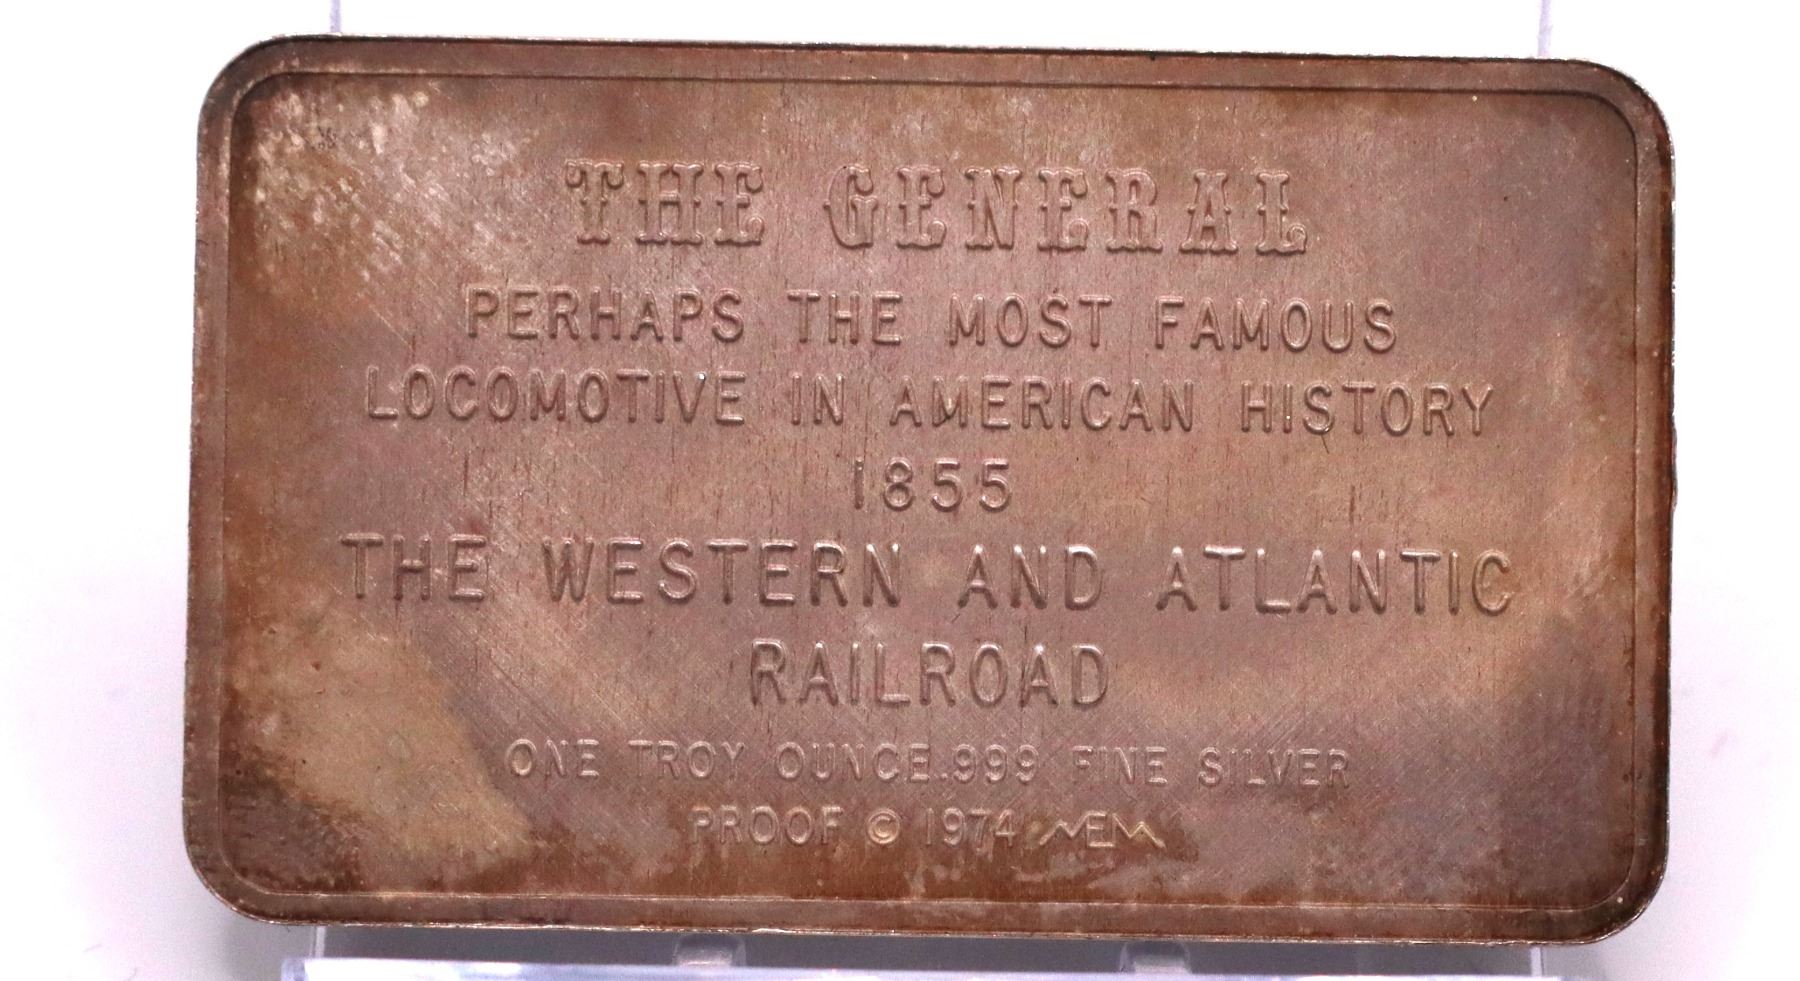 THE GENERAL
PERHAPS THE MOST FAMOUS
LOCOMOTIVE IN AMERICAN HISTORY
1855
THE WESTERN AND ATLANTIC
RAILROAD
ONE TROY OUNCE .999 FINE SILVER
PROOF © 1974 MEM